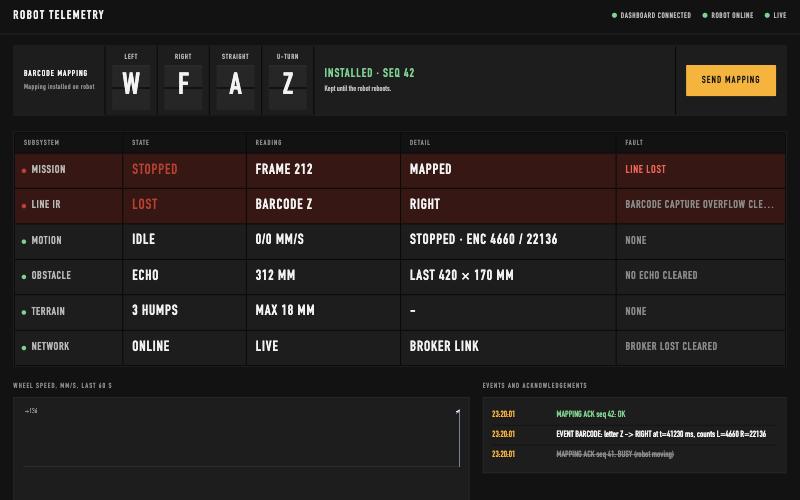 ROBOT TELEMETRY
DASHBOARD CONNECTED ROBOT ONLINE LIVE
LEFT RIGHT STRAIGHT U-TURN
BARCODE MAPPING
Mapping installed on robot
W F A Z
INSTALLED · SEQ 42
Kept until the robot reboots.
SEND MAPPING
SUBSYSTEM STATE READING DETAIL FAULT
MISSION STOPPED FRAME 212 MAPPED LINE LOST
LINE IR LOST BARCODE Z RIGHT BARCODE CAPTURE OVERFLOW CLE...
MOTION IDLE 0/0 MM/S STOPPED · ENC 4660 / 22136 NONE
OBSTACLE ECHO 312 MM LAST 420 × 170 MM NO ECHO CLEARED
TERRAIN 3 HUMPS MAX 18 MM – NONE
NETWORK ONLINE LIVE BROKER LINK BROKER LOST CLEARED
WHEEL SPEED, MM/S, LAST 60 S
EVENTS AND ACKNOWLEDGEMENTS
23:20:01 MAPPING ACK seq 42: OK
23:20:01 EVENT BARCODE: letter Z -> RIGHT at t=41230 ms, counts L=4660 R=22136
23:20:01 MAPPING ACK seq 41: BUSY (robot moving)